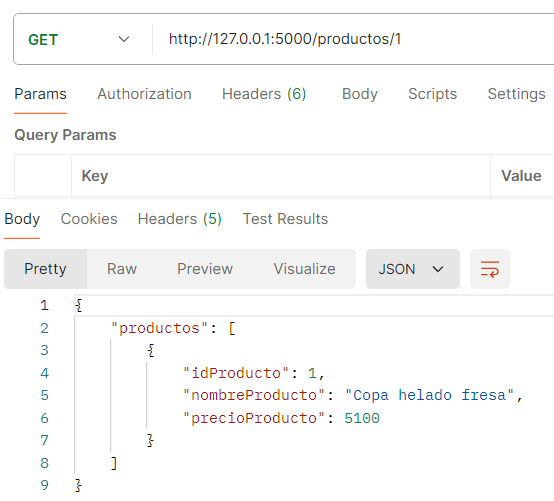 GET http://127.0.0.1:5000/productos/1
Params Authorization Headers (6) Body Scripts Settings
Query Params
Key Value
Body Cookies Headers (5) Test Results
Pretty Raw Preview Visualize JSON
1 {
2 "productos": [
3 {
4 "idProducto": 1,
5 "nombreProducto": "Copa helado fresa",
6 "precioProducto": 5100
7 }
8 ]
9 }